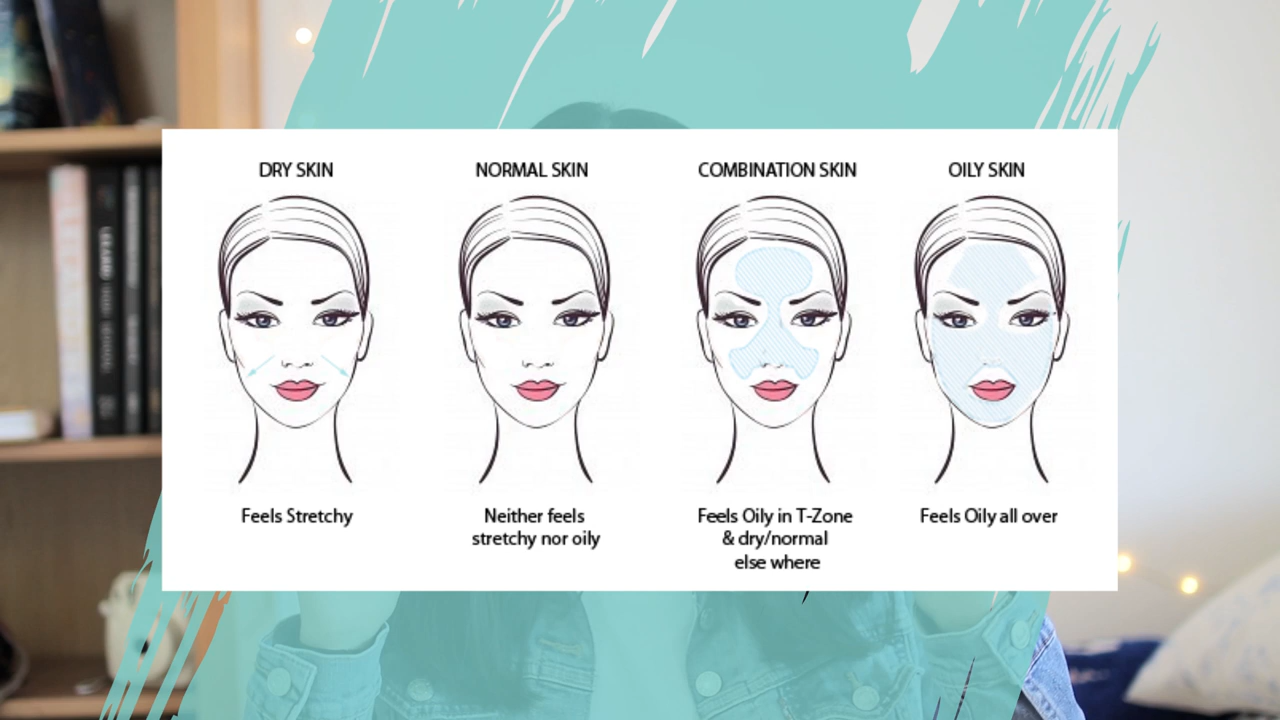 DRY SKIN
NORMAL SKIN
COMBINATION SKIN
OILY SKIN
Feels Stretchy
Neither feels
stretchy nor oily
Feels Oily in T-Zone
& dry/normal
else where
Feels Oily all over